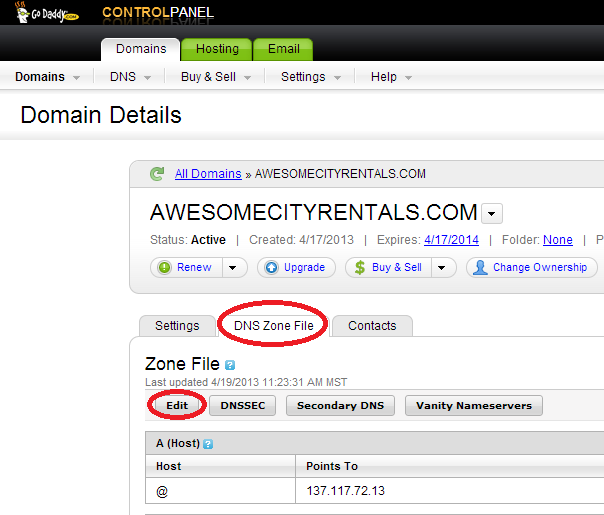 Go Daddy.COM CONTROLPANEL
Domains Hosting Email
Domains DNS Buy & Sell Settings Help
Domain Details
All Domains » AWESOMECITYRENTALS.COM
AWESOMECITYRENTALS.COM
Status: Active | Created: 4/17/2013 | Expires: 4/17/2014 | Folder: None | P
Renew Upgrade $ Buy & Sell Change Ownership
Settings DNS Zone File Contacts
Zone File ?
Last updated 4/19/2013 11:23:31 AM MST
Edit DNSSEC Secondary DNS Vanity Nameservers
A (Host) ?
Host Points To
@ 137.117.72.13